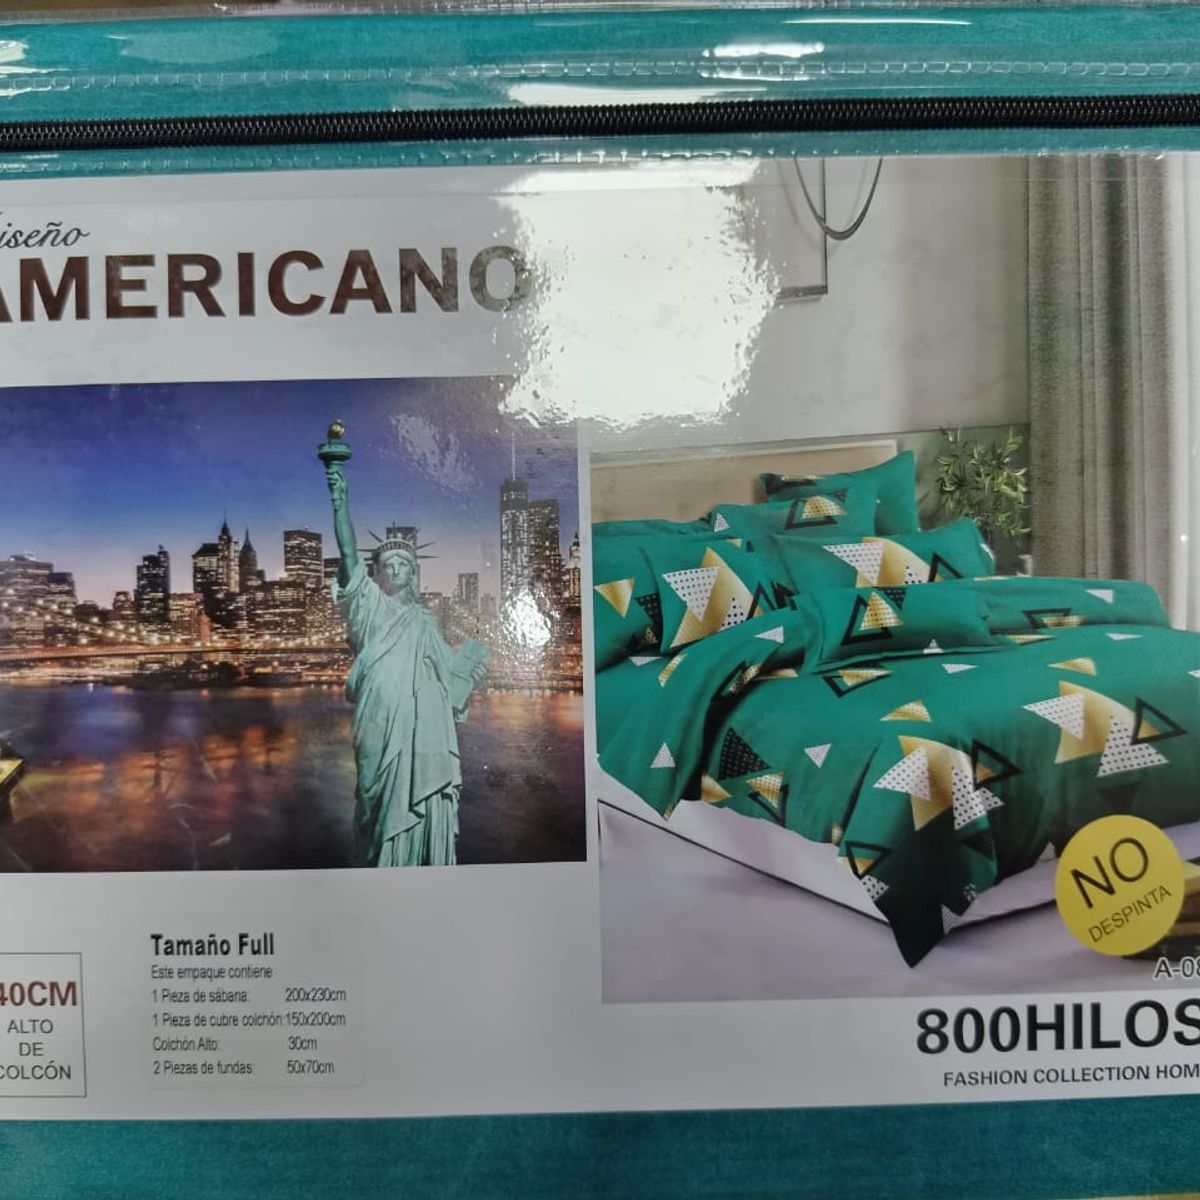 iseño
AMERICANO
NO
DESPINTA
A-08
Tamaño Full
Este empaque contiene
1 Pieza de sábana: 200x230cm
1 Pieza de cubre colchón: 150x200cm
Colchón Alto: 30cm
2 Piezas de fundas: 50x70cm
40CM
ALTO
DE
COLCÓN
800HILOS
FASHION COLLECTION HOM